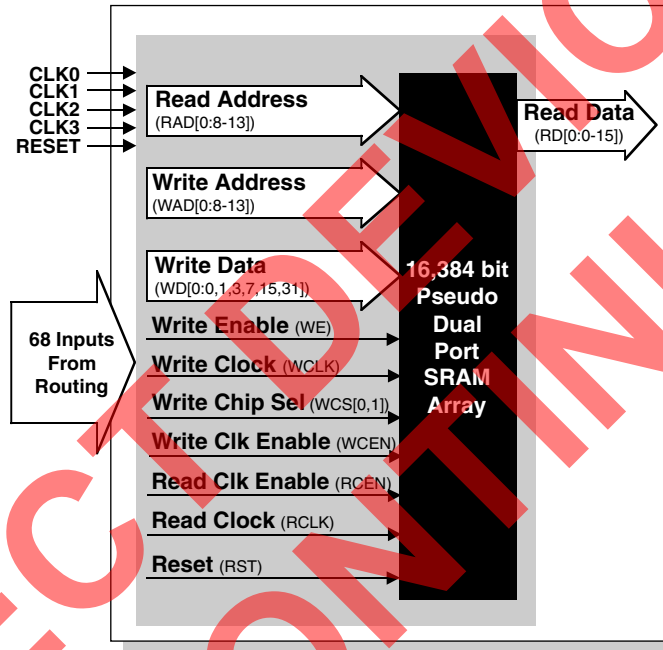 CLK0
CLK1
CLK2
CLK3
RESET
Read Address
(RAD[0:8-13])
Read Data
(RD[0:0-15])
Write Address
(WAD[0:8-13])
Write Data
(WD[0:0,1,3,7,15,31])
16,384 bit
Pseudo
Dual
Port
SRAM
Array
68 Inputs
From
Routing
Write Enable (WE)
Write Clock (WCLK)
Write Chip Sel (WCS[0,1])
Write Clk Enable (WCEN)
Read Clk Enable (RCEN)
Read Clock (RCLK)
Reset (RST)